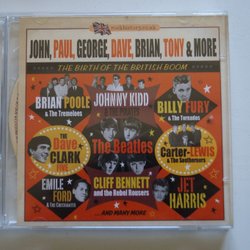 JOHN, PAUL, GEORGE, DAVE, BRIAN, TONY & MORE
THE BIRTH OF THE BRITISH BOOM
BRIAN POOLE
& The Tremeloes
JOHNNY KIDD
& THE PIRATES
BILLY FURY
& The Tornados
THE
Dave
CLARK
FIVE
The Beatles
Carter-LEWIS
& The Southerners
EMILE
FORD
& The Checkmates
CLIFF BENNETT
and the Rebel Rousers
JET
HARRIS
... AND MANY MORE